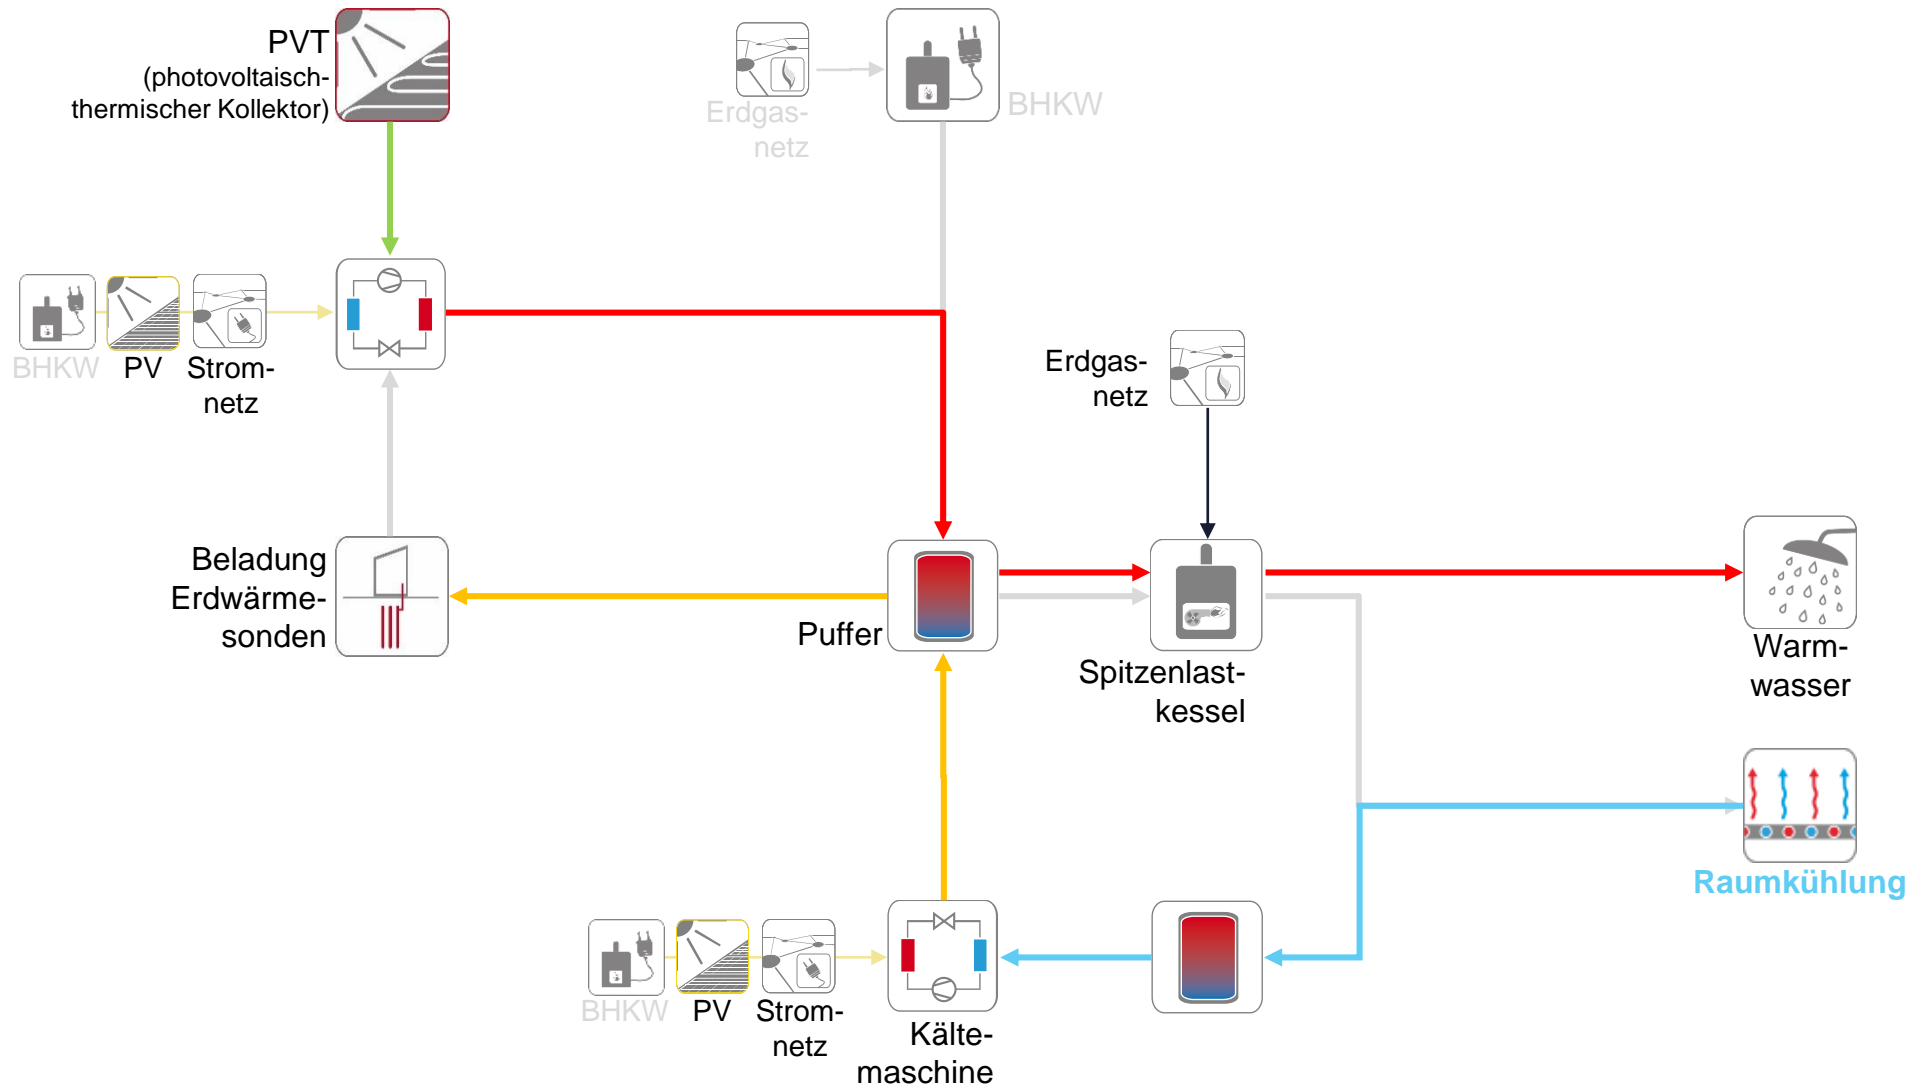 PVT
(photovoltaisch-
thermischer Kollektor)
Erdgas-
netz
BHKW
BHKW
PV
Strom-
netz
Erdgas-
netz
Beladung
Erdwärme-
sonden
Puffer
Spitzenlast-
kessel
Warm-
wasser
Raumkühlung
BHKW
PV
Strom-
netz
Kälte-
maschine